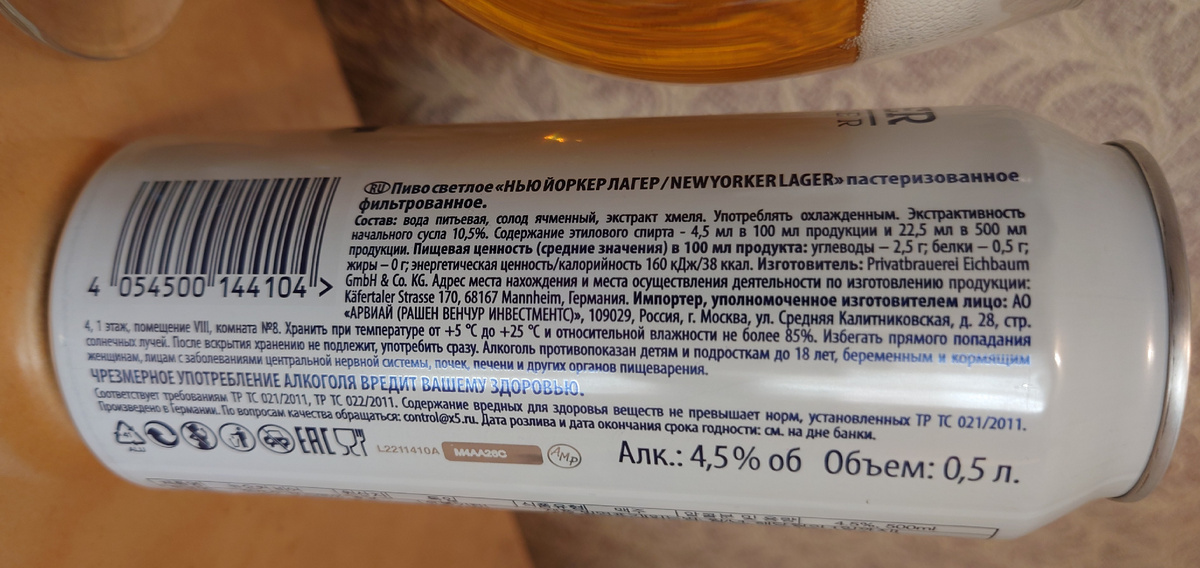 ER
ER
RU Пиво светлое «НЬЮ ЙОРКЕР ЛАГЕР / NEW YORKER LAGER» пастеризованное
фильтрованное.
Состав: вода питьевая, солод ячменный, экстракт хмеля. Употреблять охлажденным. Экстрактивность
начального сусла 10,5%. Содержание этилового спирта - 4,5 мл в 100 мл продукции и 22,5 мл в 500 мл
продукции. Пищевая ценность (средние значения) в 100 мл продукта: углеводы – 2,5 г; белки – 0,5 г;
жиры – 0 г; энергетическая ценность/калорийность 160 кДж/38 ккал. Изготовитель: Privatbrauerei Eichbaum
GmbH & Co. KG. Адрес места нахождения и места осуществления деятельности по изготовлению продукции:
Käfertaler Strasse 170, 68167 Mannheim, Германия. Импортер, уполномоченное изготовителем лицо: АО
«АРВИАЙ (РАШЕН ВЕНЧУР ИНВЕСТМЕНТС)», 109029, Россия, г. Москва, ул. Средняя Калитниковская, д. 28, стр.
4, 1 этаж, помещение VIII, комната №8. Хранить при температуре от +5 °С до +25 °С и относительной влажности не более 85%. Избегать прямого попадания
солнечных лучей. После вскрытия хранению не подлежит, употребить сразу. Алкоголь противопоказан детям и подросткам до 18 лет, беременным и кормящим
женщинам, лицам с заболеваниями центральной нервной системы, почек, печени и других органов пищеварения.
ЧРЕЗМЕРНОЕ УПОТРЕБЛЕНИЕ АЛКОГОЛЯ ВРЕДИТ ВАШЕМУ ЗДОРОВЬЮ.
Соответствует требованиям ТР ТС 021/2011, ТР ТС 022/2011. Содержание вредных для здоровья веществ не превышает норм, установленных ТР ТС 021/2011.
Произведено в Германии. По вопросам качества обращаться: control@x5.ru. Дата розлива и дата окончания срока годности: см. на дне банки.
4 054500 144104 >
ALU
EAC
L2211410A
M4AA26C
AMP
Алк.: 4,5% об Объем: 0,5 л.
4.5%, 500ml